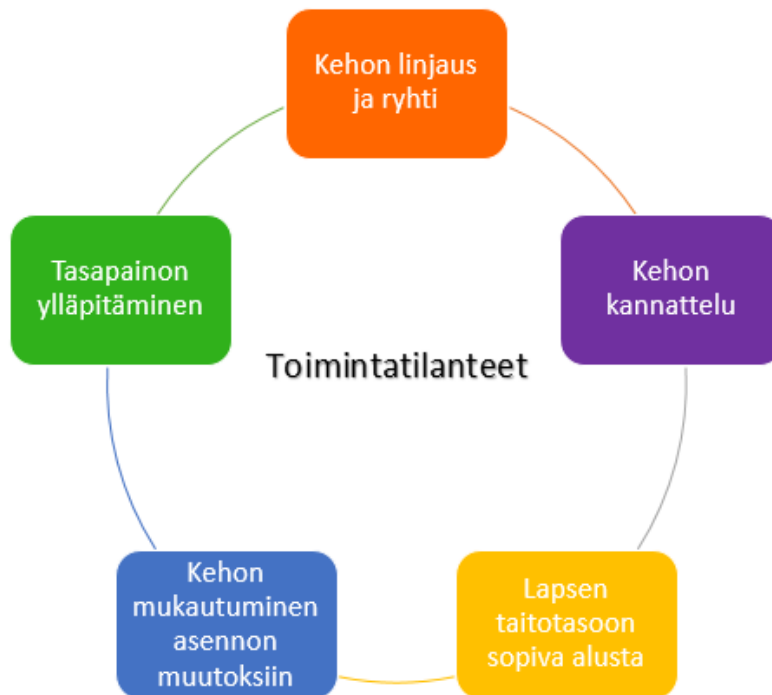 Kehon linjaus
ja ryhti
Kehon
kannattelu
Lapsen
taitotasoon
sopiva alusta
Kehon
mukautuminen
asennon
muutoksiin
Tasapainon
ylläpitäminen
Toimintatilanteet